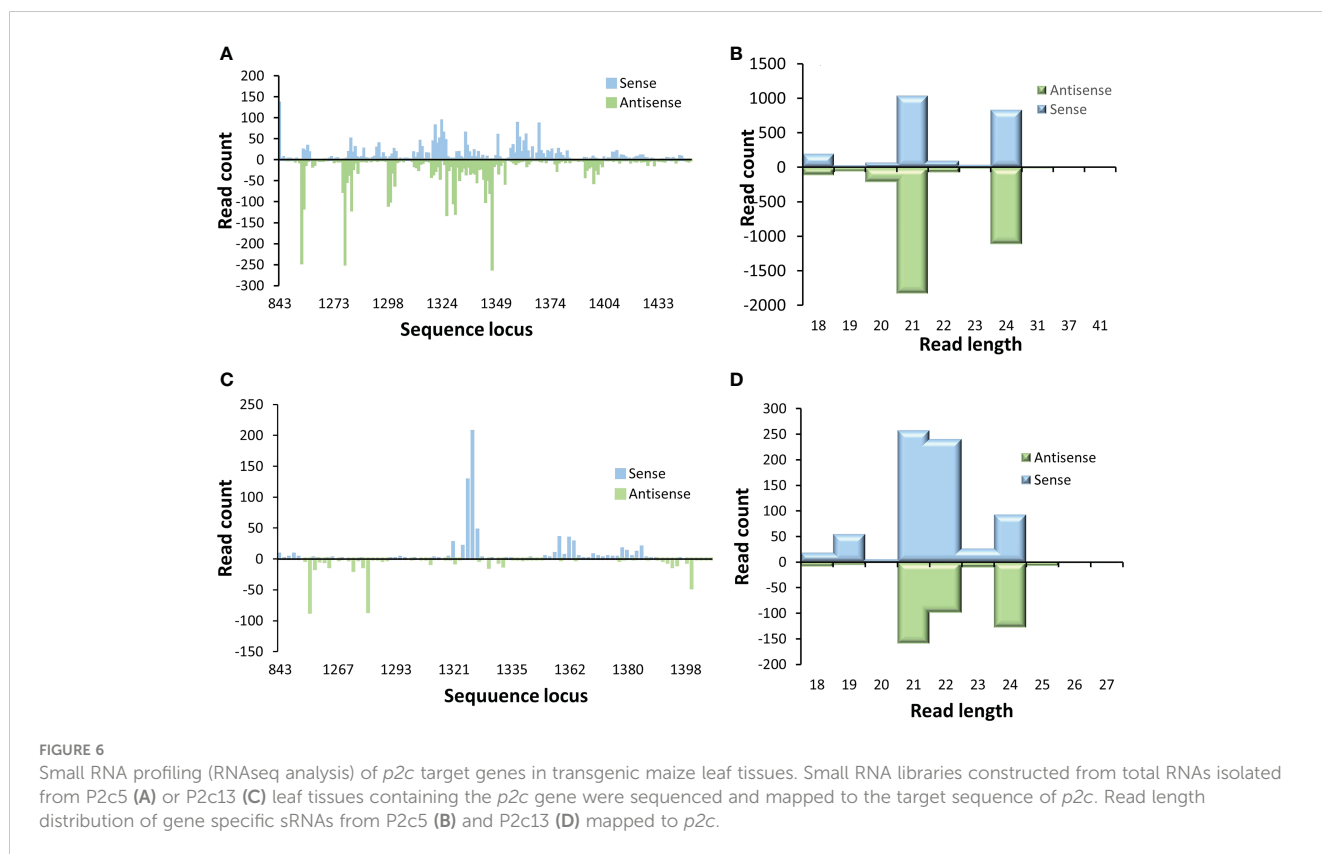 A
200
150
100
50
0
-50
-100
-150
-200
-250
-300
Read count
Sense
Antisense
843 1273 1298 1324 1349 1374 1404 1433
Sequence locus
B
1500
1000
500
0
-500
-1000
-1500
-2000
Read count
Antisense
Sense
18 19 20 21 22 23 24 31 37 41
Read length
C
250
200
150
100
50
0
-50
-100
-150
Read count
Sense
Antisense
843 1267 1293 1321 1335 1362 1380 1398
Sequuence locus
D
300
250
200
150
100
50
0
-50
-100
-150
-200
Read count
Antisense
Sense
18 19 20 21 22 23 24 25 26 27
Read length
FIGURE 6
Small RNA profiling (RNAseq analysis) of p2c target genes in transgenic maize leaf tissues. Small RNA libraries constructed from total RNAs isolated
from P2c5 (A) or P2c13 (C) leaf tissues containing the p2c gene were sequenced and mapped to the target sequence of p2c. Read length
distribution of gene specific sRNAs from P2c5 (B) and P2c13 (D) mapped to p2c.